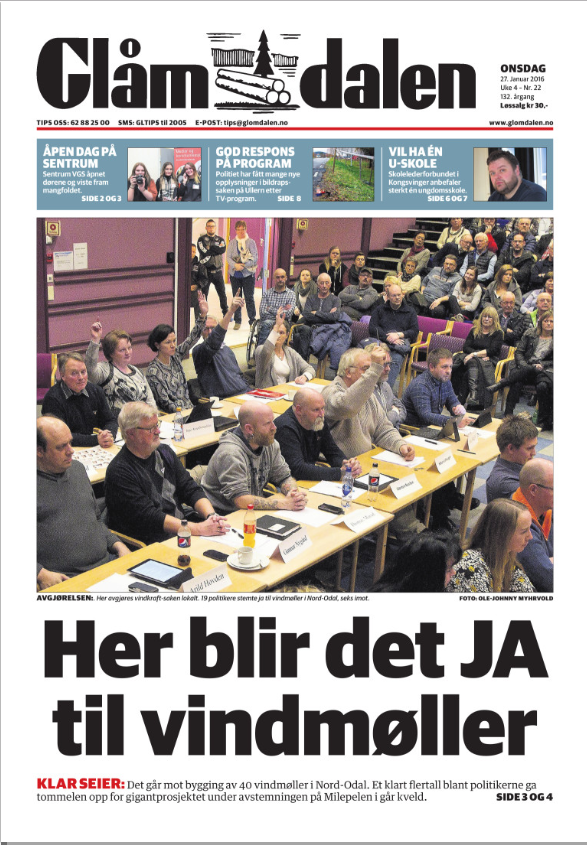 Glåmdalen
ONSDAG
27. Januar 2016
Uke 4 – Nr. 22
132. årgang
Løssalg kr 30.-
TIPS OSS: 62 88 25 00 SMS: GLTIPS til 2005 E-POST: tips@glomdalen.no
www.glomdalen.no
ÅPEN DAG PÅ
SENTRUM
Sentrum VGS åpnet
dørene og viste fram
mangfoldet.
SIDE 2 OG 3
GOD RESPONS
PÅ PROGRAM
Politiet har fått mange nye
opplysninger i bildraps-
saken på Ullern etter
TV-program. SIDE 8
VIL HA ÉN
U-SKOLE
Skolelederforbundet i
Kongsvinger anbefaler
sterkt én ungdomsskole.
SIDE 6 OG 7
Arild Hovden
Gunnar Nygård
AVGJØRELSEN: Her avgjøres vindkraft-saken lokalt. 19 politikere stemte ja til vindmøller i Nord-Odal, seks imot.
FOTO: OLE-JOHNNY MYHRVOLD
Her blir det JA
til vindmøller
KLAR SEIER: Det går mot bygging av 40 vindmøller i Nord-Odal. Et klart flertall blant politikerne ga
tommelen opp for gigantprosjektet under avstemningen på Milepelen i går kveld. SIDE 3 OG 4